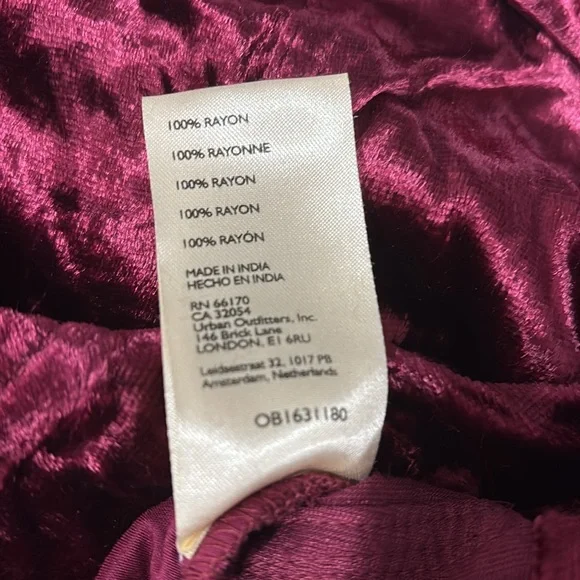 100% RAYON
100% RAYONNE
100% RAYON
100% RAYON
100% RAYÓN
MADE IN INDIA
HECHO EN INDIA
RN 66170
CA 32054
Urban Outfitters, Inc.
146 Brick Lane
LONDON, E1 6RU
Leidsestraat 32, 1017 PB
Amsterdam, Netherlands
OB1631180